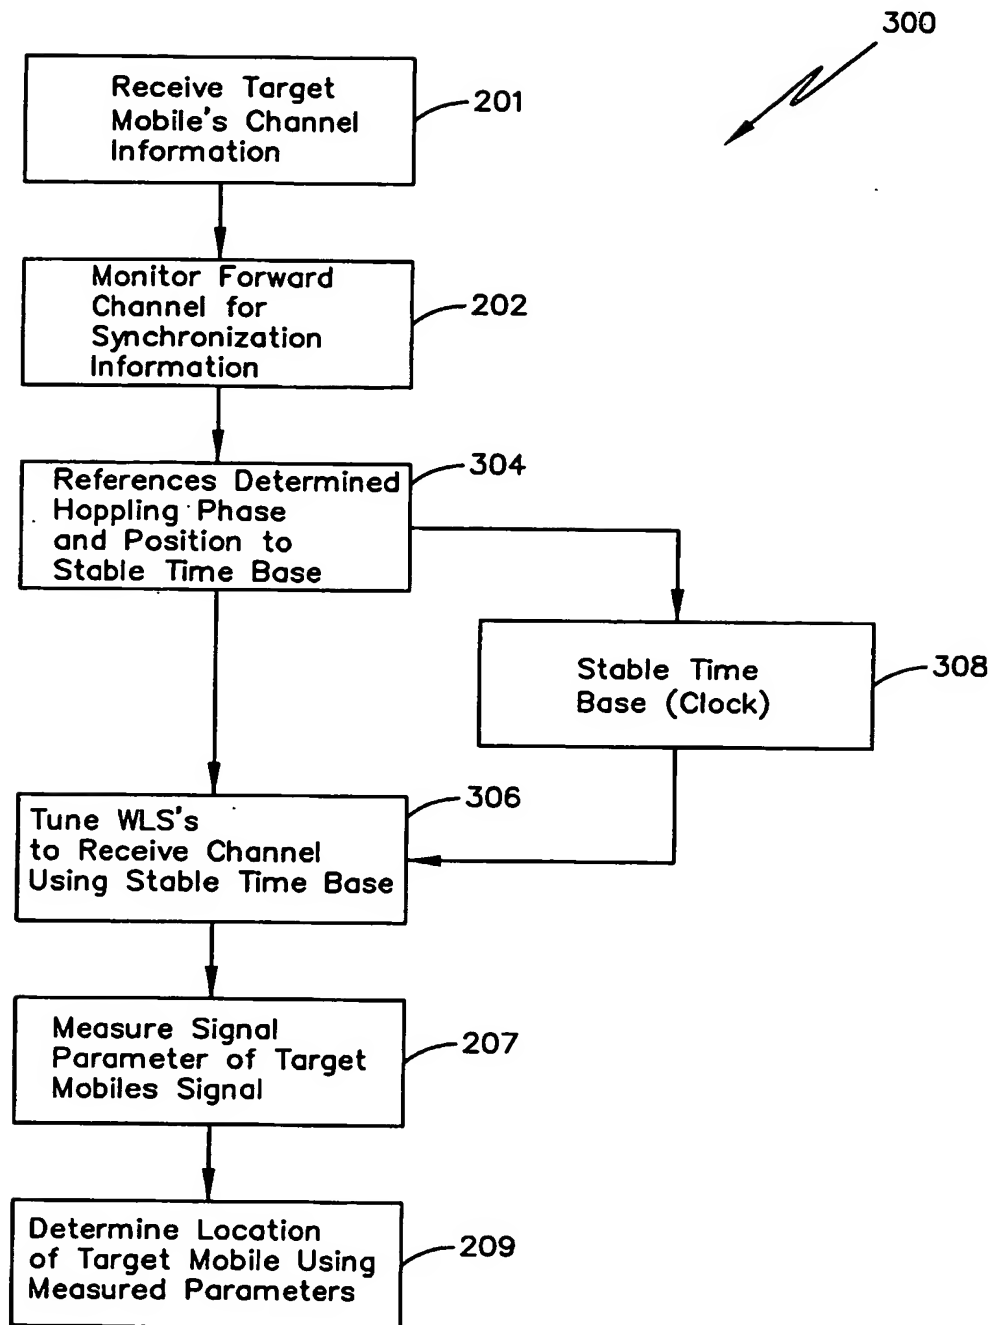 300
Receive Target
Mobile's Channel
Information
201
Monitor Forward
Channel for
Synchronization
Information
202
References Determined
Hoppling Phase
and Position to
Stable Time Base
304
Stable Time
Base (Clock)
308
Tune WLS's
to Receive Channel
Using Stable Time Base
306
Measure Signal
Parameter of Target
Mobiles Signal
207
Determine Location
of Target Mobile Using
Measured Parameters
209